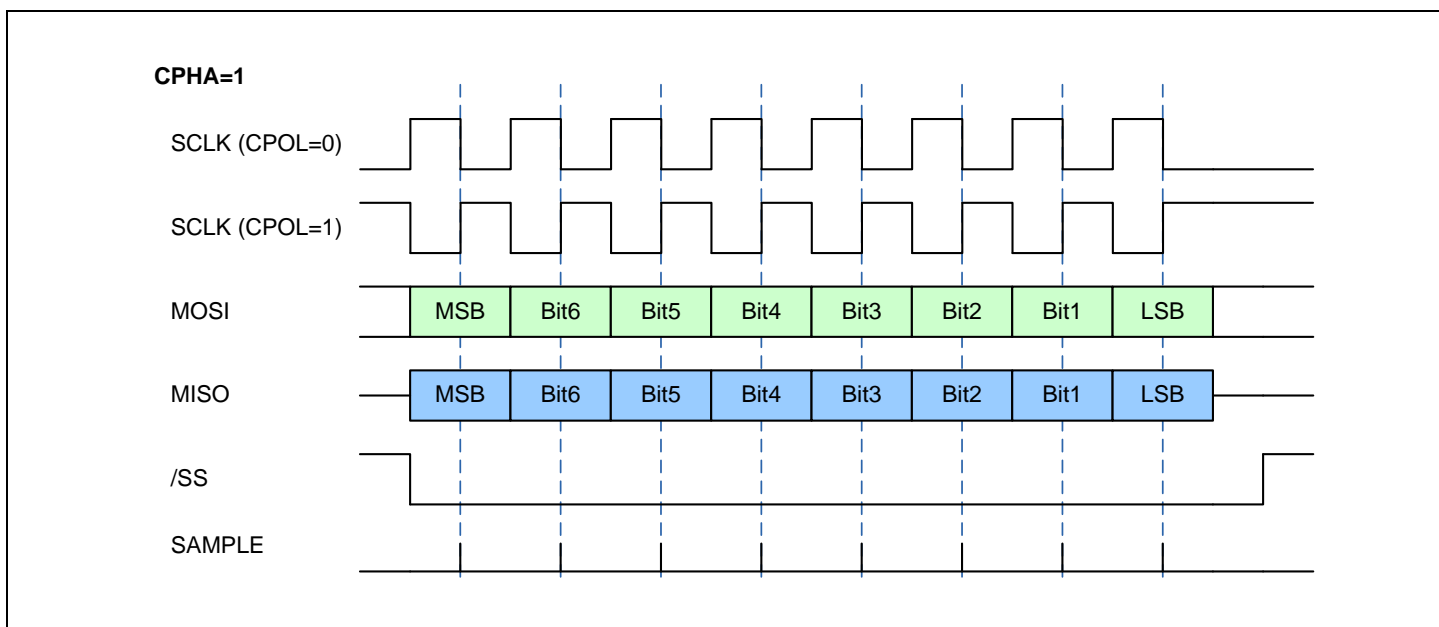 CPHA=1
SCLK (CPOL=0)
SCLK (CPOL=1)
MOSI MSB Bit6 Bit5 Bit4 Bit3 Bit2 Bit1 LSB
MISO MSB Bit6 Bit5 Bit4 Bit3 Bit2 Bit1 LSB
/SS
SAMPLE